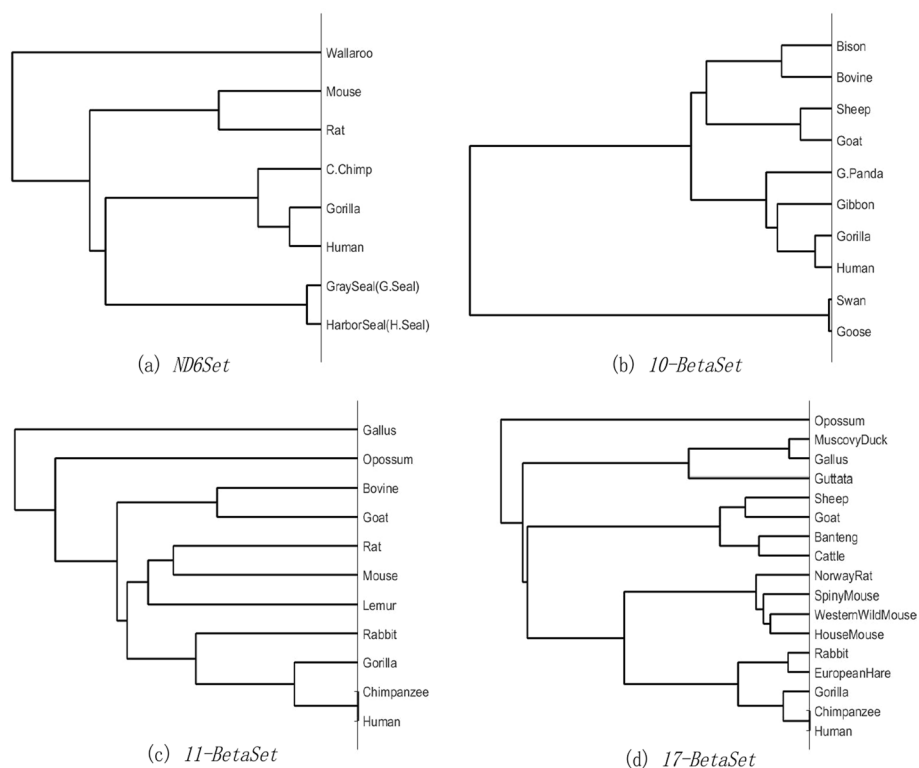 Wallaroo
Mouse
Rat
C.Chimp
Gorilla
Human
GraySeal(G.Seal)
HarborSeal(H.Seal)
(a) ND6Set
Bison
Bovine
Sheep
Goat
G.Panda
Gibbon
Gorilla
Human
Swan
Goose
(b) 10-BetaSet
Gallus
Opossum
Bovine
Goat
Rat
Mouse
Lemur
Rabbit
Gorilla
Chimpanzee
Human
(c) 11-BetaSet
Opossum
MuscovyDuck
Gallus
Guttata
Sheep
Goat
Banteng
Cattle
NorwayRat
SpinyMouse
WesternWildMouse
HouseMouse
Rabbit
EuropeanHare
Gorilla
Chimpanzee
Human
(d) 17-BetaSet